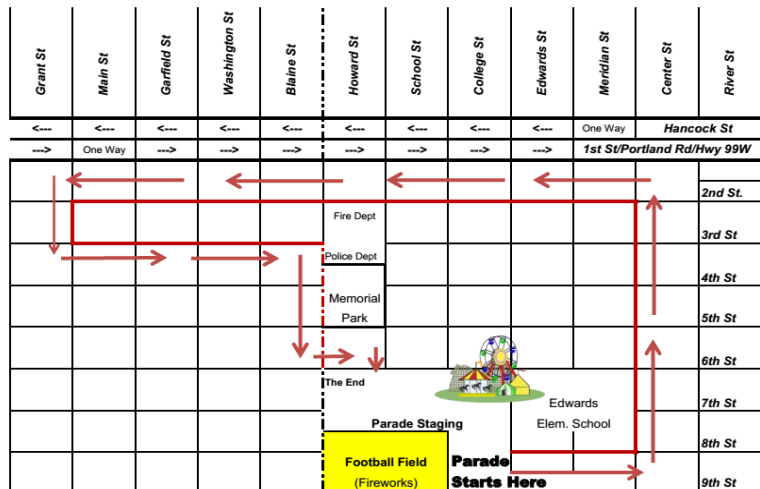 Grant St
Main St
Garfield St
Washington St
Blaine St
Howard St
School St
College St
Edwards St
Meridian St
Center St
River St
<--- <--- <--- <--- <--- <--- <--- <--- <--- One Way Hancock St
---> One Way ---> ---> ---> ---> ---> ---> ---> 1st St/Portland Rd/Hwy 99W
2nd St.
Fire Dept
3rd St
Police Dept
4th St
Memorial
Park
5th St
6th St
The End
Edwards
7th St
Elem. School
Parade Staging
8th St
Football Field
(Fireworks)
Parade
Starts Here
9th St